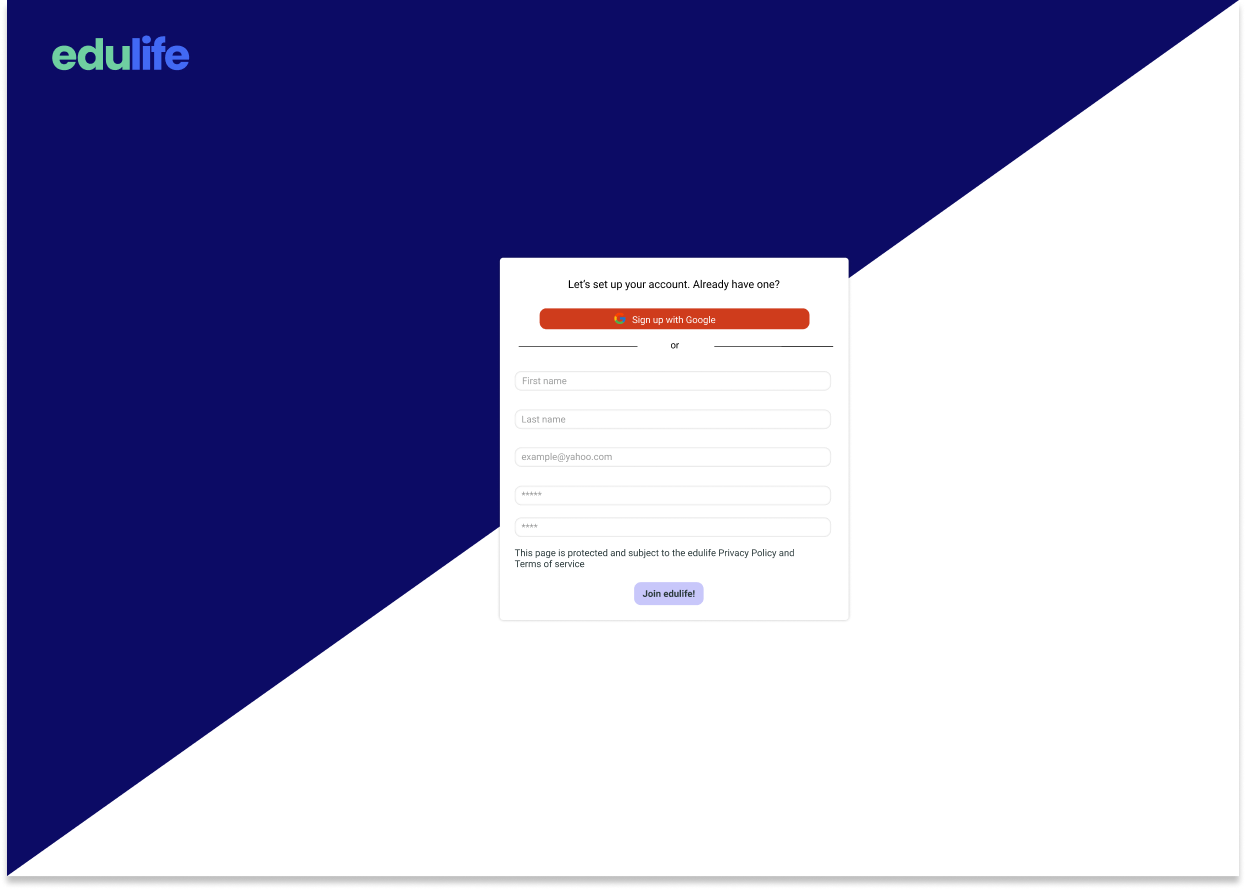 edulife
Let's set up your account. Already have one?
Sign up with Google
or
First name
Last name
example@yahoo.com
*****
****
This page is protected and subject to the edulife Privacy Policy and
Terms of service
Join edulife!